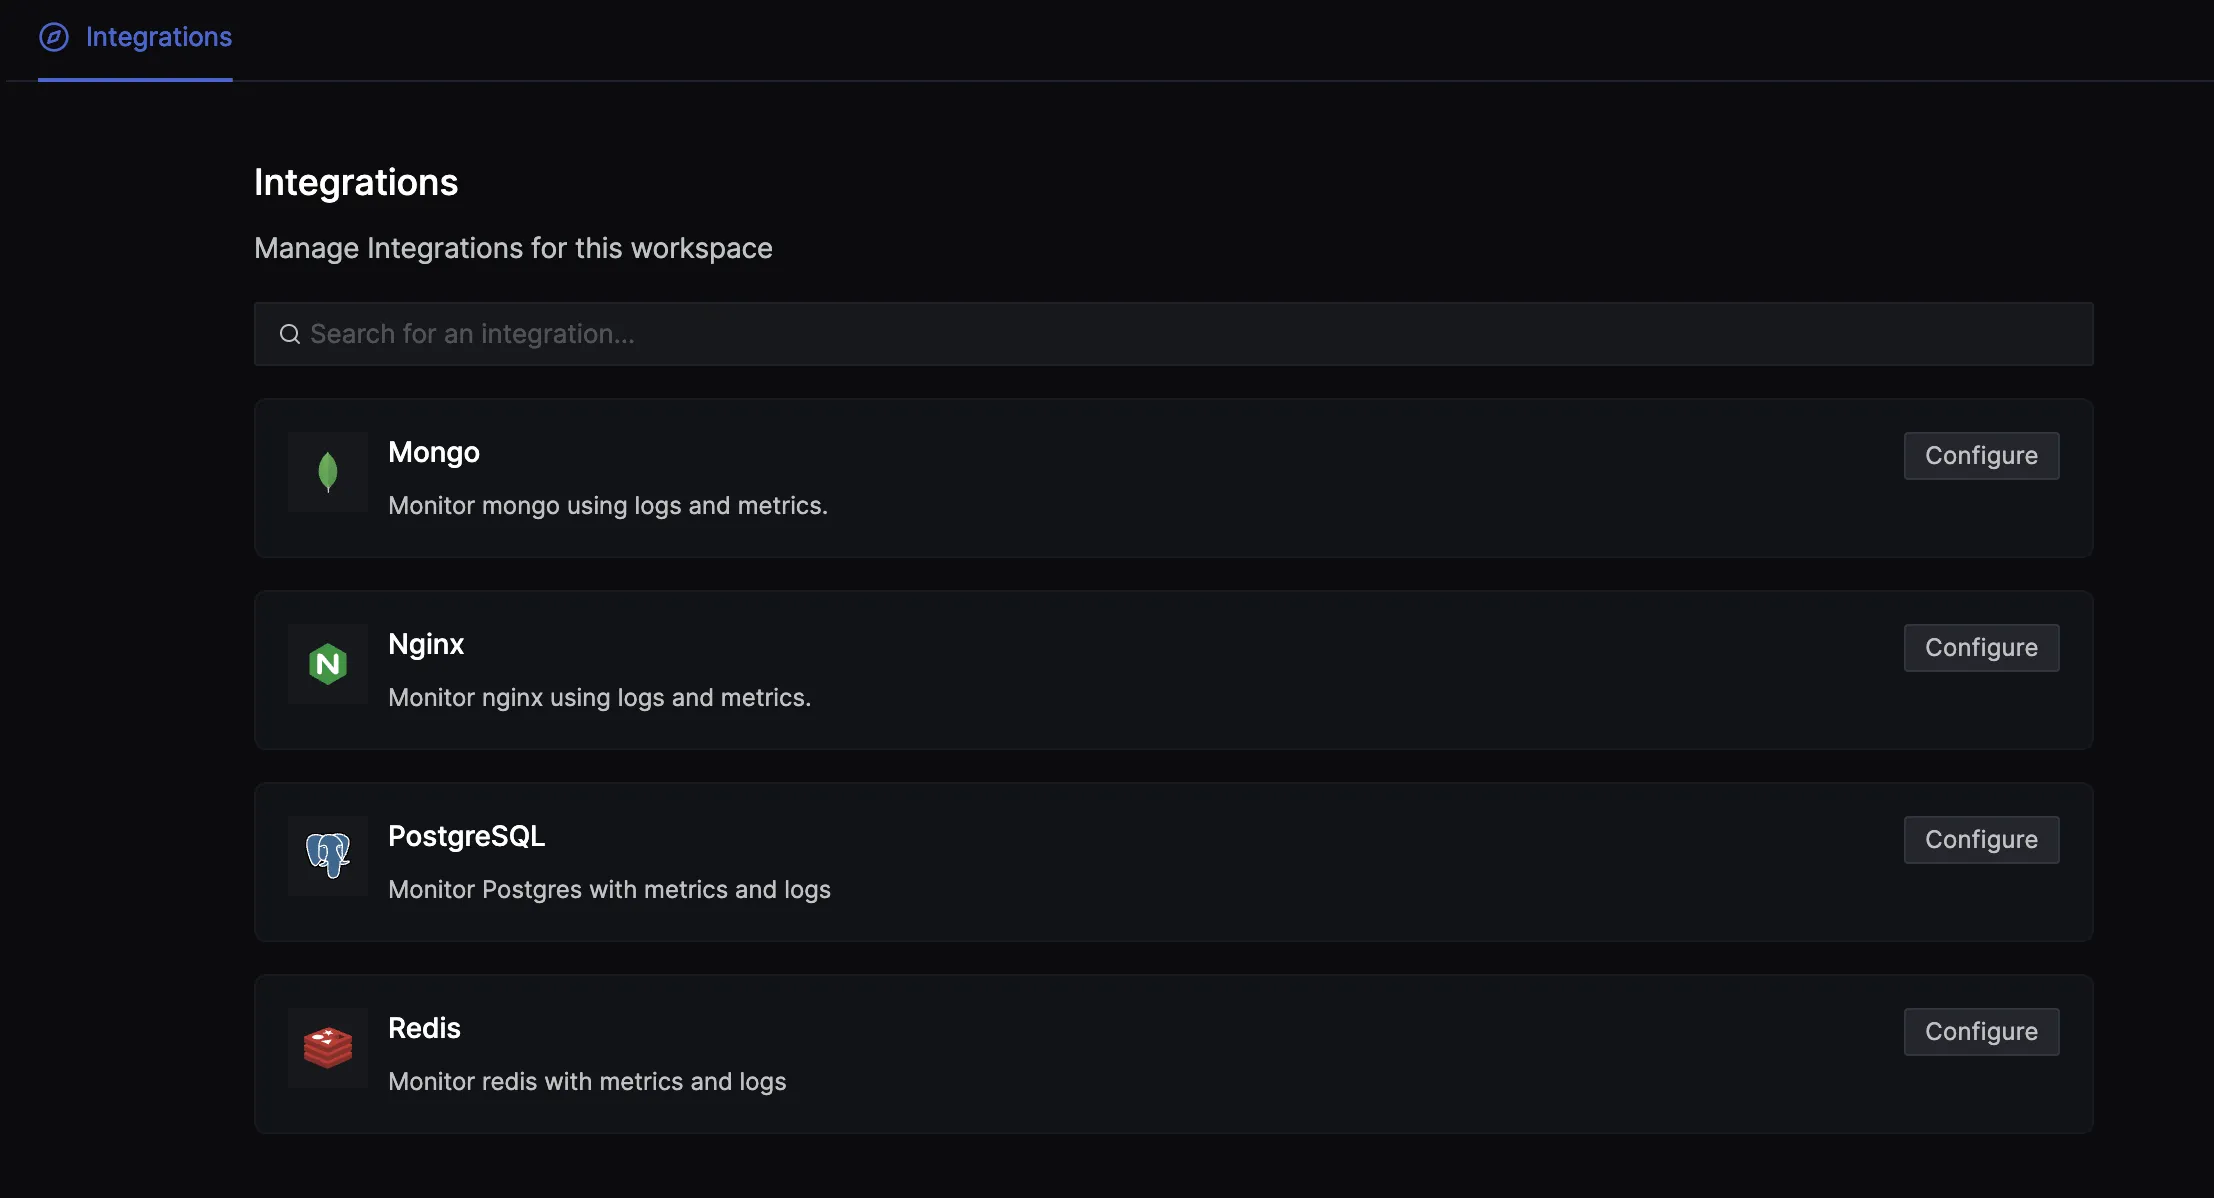 Integrations
Integrations
Manage Integrations for this workspace
Search for an integration...
Mongo
Configure
Monitor mongo using logs and metrics.
N
Nginx
Configure
Monitor nginx using logs and metrics.
PostgreSQL
Configure
Monitor Postgres with metrics and logs
Redis
Configure
Monitor redis with metrics and logs